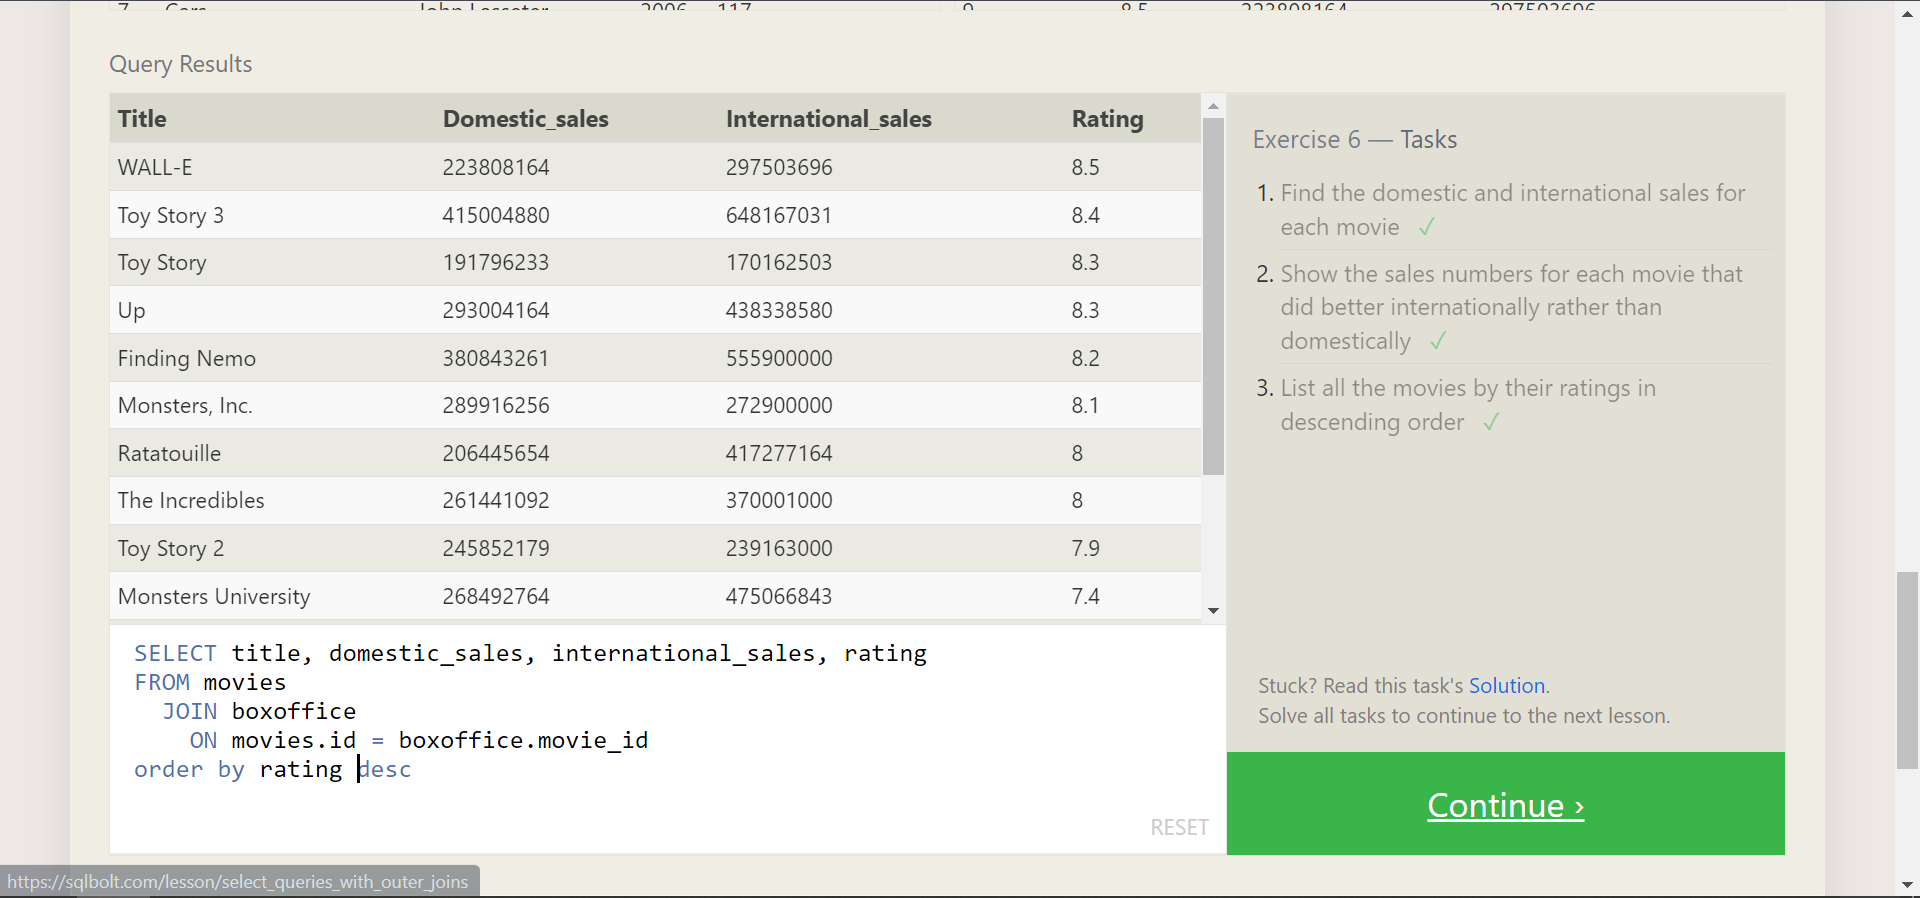 Query Results
Title Domestic_sales International_sales Rating
WALL-E 223808164 297503696 8.5
Toy Story 3 415004880 648167031 8.4
Toy Story 191796233 170162503 8.3
Up 293004164 438338580 8.3
Finding Nemo 380843261 555900000 8.2
Monsters, Inc. 289916256 272900000 8.1
Ratatouille 206445654 417277164 8
The Incredibles 261441092 370001000 8
Toy Story 2 245852179 239163000 7.9
Monsters University 268492764 475066843 7.4
SELECT title, domestic_sales, international_sales, rating
FROM movies
JOIN boxoffice
ON movies.id = boxoffice.movie_id
order by rating desc
RESET
Exercise 6 — Tasks
1. Find the domestic and international sales for
each movie ✓
2. Show the sales numbers for each movie that
did better internationally rather than
domestically ✓
3. List all the movies by their ratings in
descending order ✓
Stuck? Read this task's Solution.
Solve all tasks to continue to the next lesson.
Continue ›
https://sqlbolt.com/lesson/select_queries_with_outer_joins